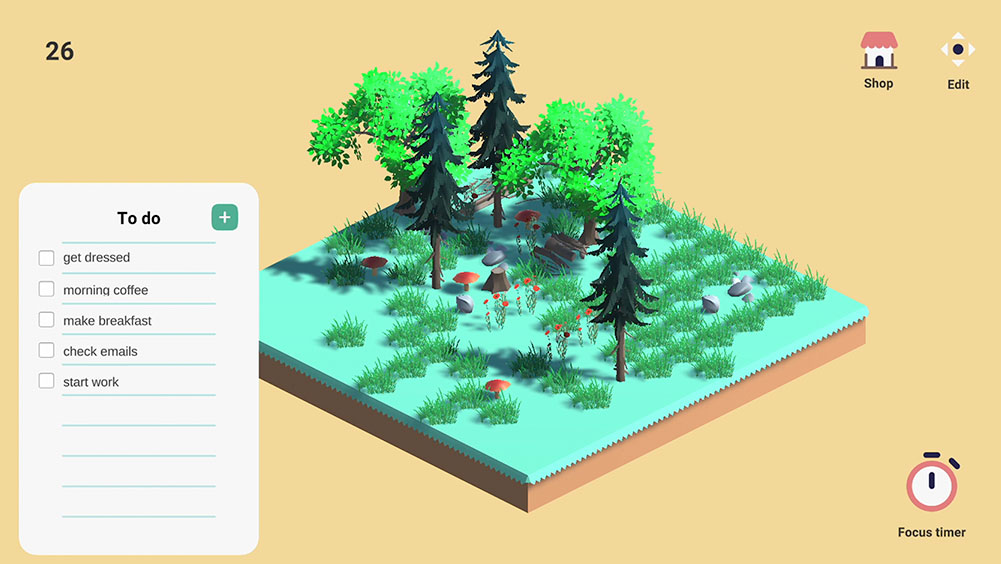 26
Shop
Edit
To do
+
get dressed
morning coffee
make breakfast
check emails
start work
Focus timer